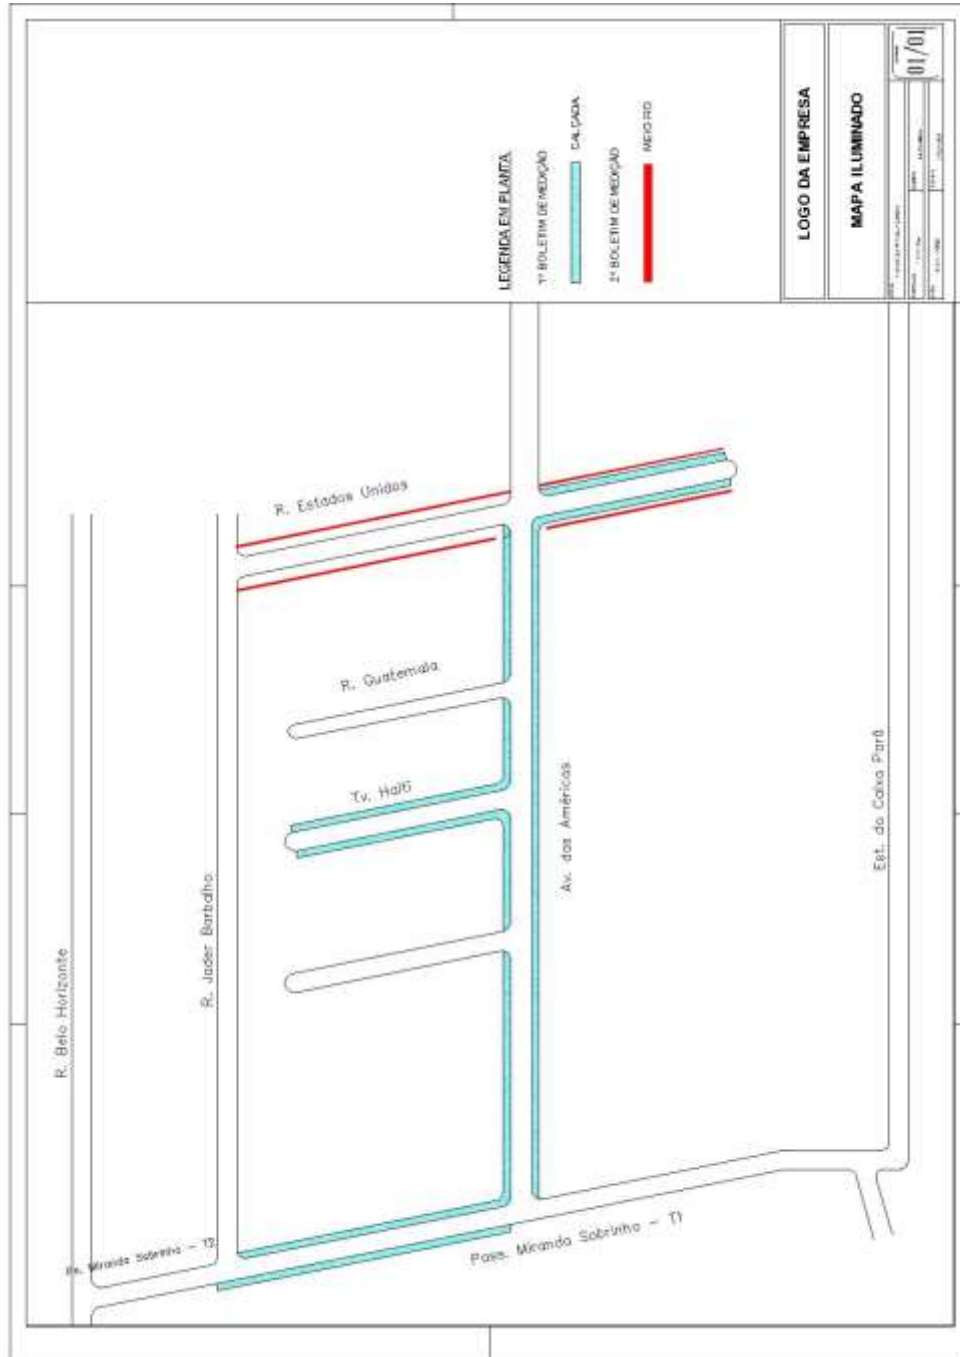 LEGENDA EM PLANTA
1º BOLETIM DE MEDIÇÃO
CALÇADA
2º BOLETIM DE MEDIÇÃO
MEIO FIO
LOGO DA EMPRESA
MAPA ILUMINADO
01/01
R. Estados Unidos
R. Guatemala
Tv. Haiti
Av. das Américas
Est. do Caixa Pará
R. Jader Barbalho
R. Belo Horizonte
Ps. Miranda Sobrinho - T2
Pass. Miranda Sobrinho - T1